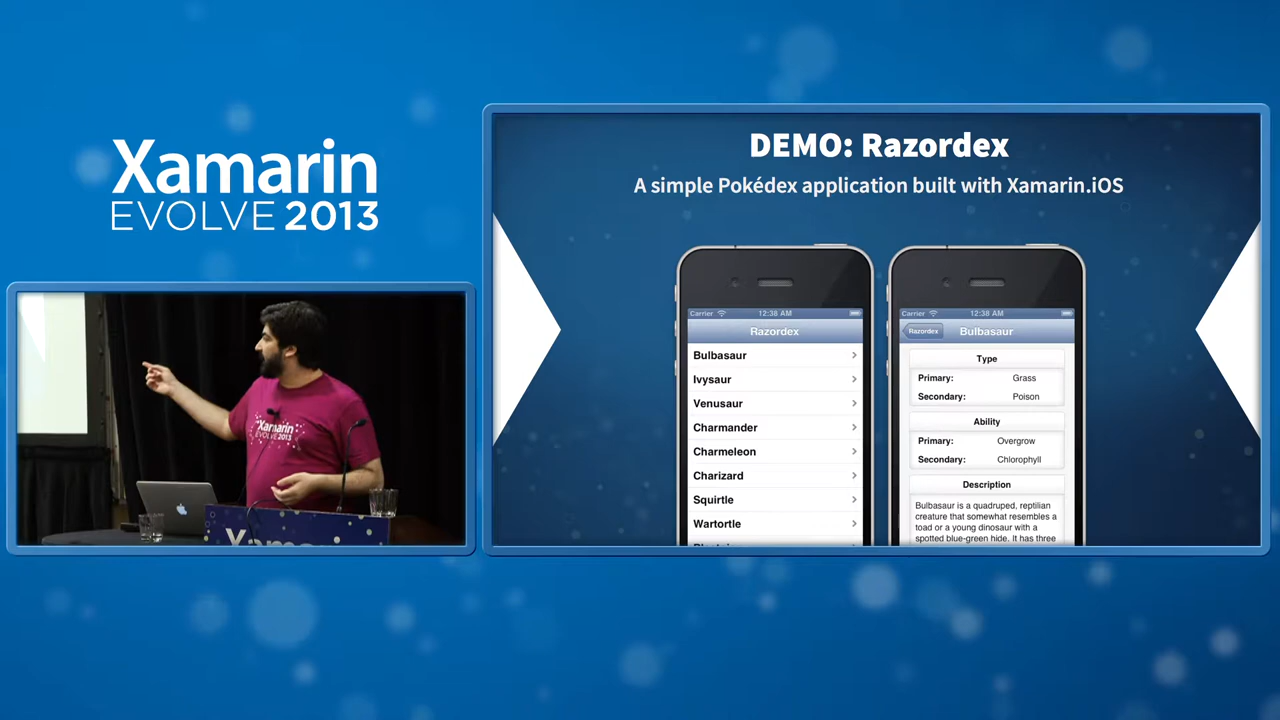 Xamarin
EVOLVE 2013
DEMO: Razordex
A simple Pokédex application built with Xamarin.iOS
Carrier 12:38 AM
Razordex
Bulbasaur
Ivysaur
Venusaur
Charmander
Charmeleon
Charizard
Squirtle
Wartortle
Carrier 12:38 AM
Razordex Bulbasaur
Type
Primary: Grass
Secondary: Poison
Ability
Primary: Overgrow
Secondary: Chlorophyll
Description
Bulbasaur is a quadruped, reptilian
creature that somewhat resembles a
toad or a young dinosaur with a
spotted blue-green hide. It has three
Xamarin
EVOLVE 2013
Xamarin